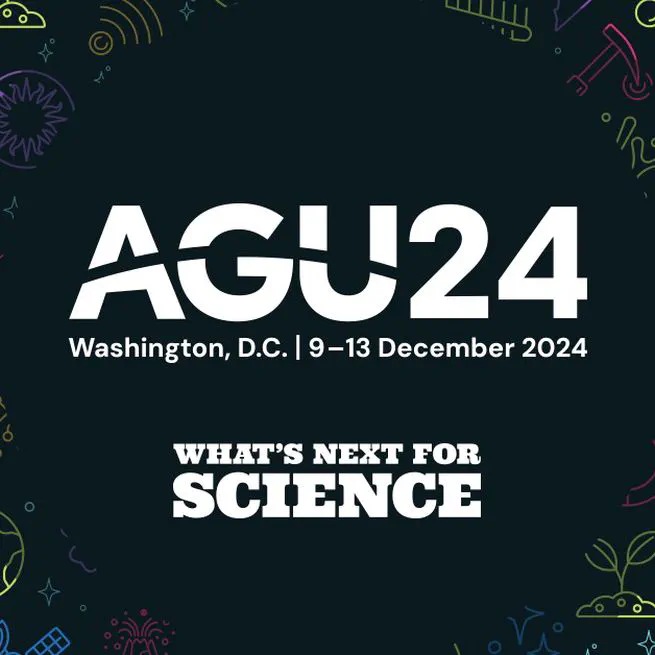 AGU24
Washington, D.C. | 9–13 December 2024
WHAT'S NEXT FOR
SCIENCE